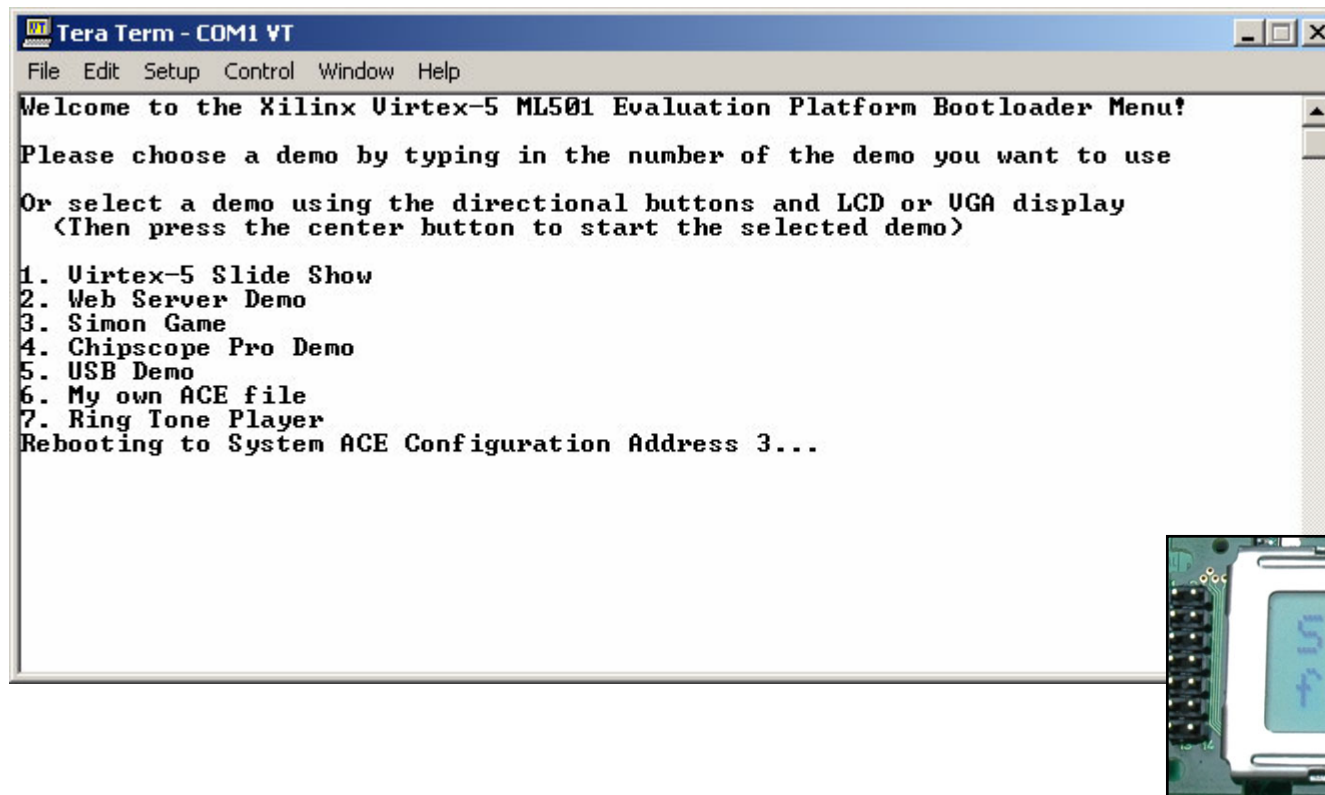 Tera Term - COM1 VT
File Edit Setup Control Window Help
Welcome to the Xilinx Virtex-5 ML501 Evaluation Platform Bootloader Menu!
Please choose a demo by typing in the number of the demo you want to use
Or select a demo using the directional buttons and LCD or VGA display
(Then press the center button to start the selected demo)
1. Virtex-5 Slide Show
2. Web Server Demo
3. Simon Game
4. Chipscope Pro Demo
5. USB Demo
6. My own ACE file
7. Ring Tone Player
Rebooting to System ACE Configuration Address 3...
S